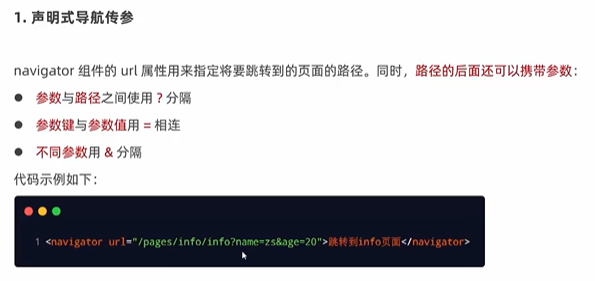 1. 声明式导航传参
navigator 组件的 url 属性用来指定将要跳转到的页面的路径。同时，路径的后面还可以携带参数：
● 参数与路径之间使用 ? 分隔
● 参数键与参数值用 = 相连
● 不同参数用 & 分隔
代码示例如下：
1 <navigator url="/pages/info/info?name=zs&age=20">跳转到info页面</navigator>